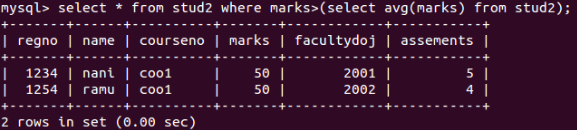 mysql> select * from stud2 where marks>(select avg(marks) from stud2);
+-------+------+----------+-------+------------+-----------+
| regno | name | courseno | marks | facultydoj | assements |
+-------+------+----------+-------+------------+-----------+
|  1234 | nani | coo1     |    50 |       2001 |         5 |
|  1254 | ramu | coo1     |    50 |       2002 |         4 |
+-------+------+----------+-------+------------+-----------+
2 rows in set (0.00 sec)